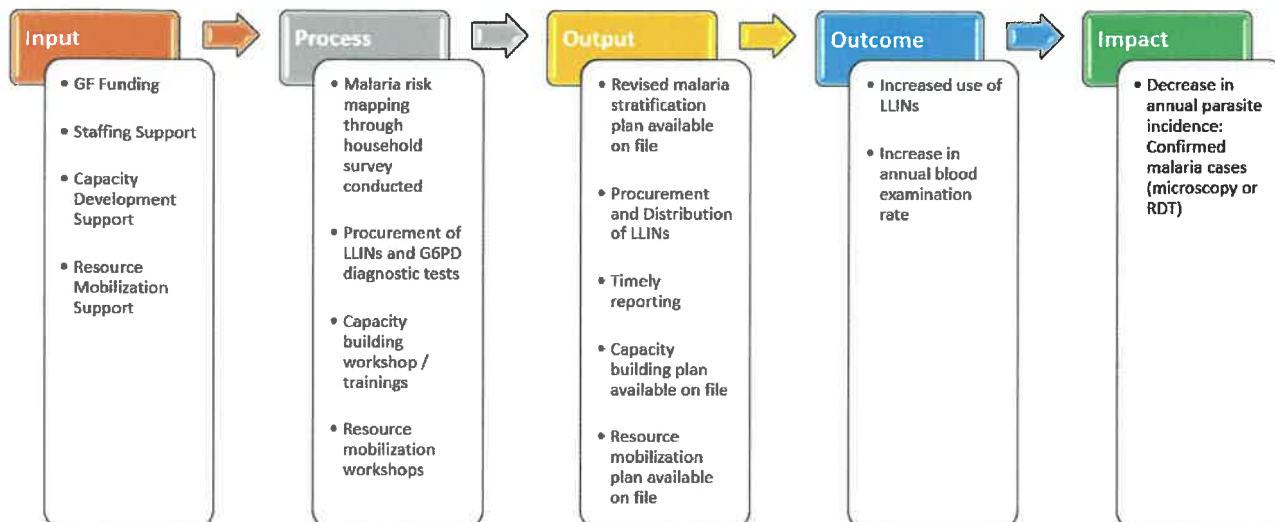 Input
• GF Funding
• Staffing Support
• Capacity
Development
Support
• Resource
Mobilization
Support
Process
• Malaria risk
mapping
through
household
survey
conducted
• Procurement of
LLINs and G6PD
diagnostic tests
• Capacity
building
workshop /
trainings
• Resource
mobilization
workshops
Output
• Revised malaria
stratification
plan available
on file
• Procurement
and Distribution
of LLINs
• Timely
reporting
• Capacity
building plan
available on file
• Resource
mobilization
plan available
on file
Outcome
• Increased use of
LLINs
• Increase in
annual blood
examination
rate
Impact
• Decrease in
annual parasite
incidence:
Confirmed
malaria cases
(microscopy or
RDT)